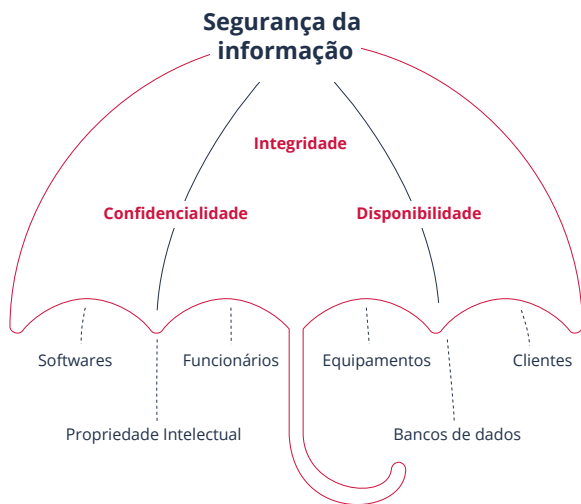 Segurança da
informação
Integridade
Confidencialidade
Disponibilidade
Softwares
Funcionários
Equipamentos
Clientes
Propriedade Intelectual
Bancos de dados